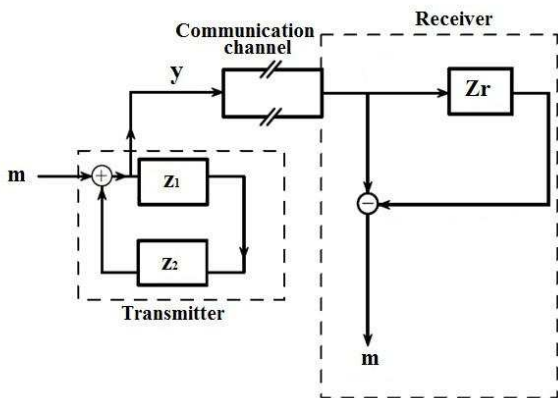 Receiver
Communication
channel
y
Zr
m
+
z1
−
z2
Transmitter
m